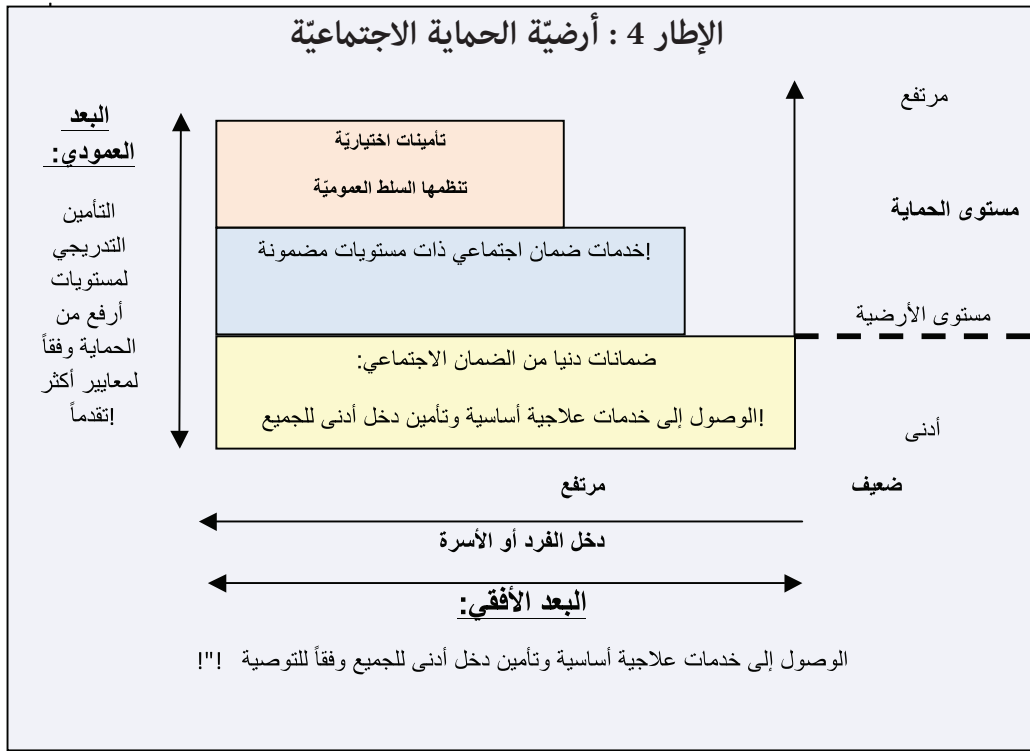 الإطار 4 : أرضيّة الحماية الاجتماعيّة
مرتفع
مستوى الحماية
مستوى الأرضية
أدنى
تأمينات اختياريّة
تنظمها السلط العموميّة
خدمات ضمان اجتماعي ذات مستويات مضمونة!
ضمانات دنيا من الضمان الاجتماعي:
الوصول إلى خدمات علاجية أساسية وتأمين دخل أدنى للجميع!
البعد
العمودي:
التأمين
التدريجي
لمستويات
أرفع من
الحماية وفقاً
لمعايير أكثر
تقدماً!
ضعيف
مرتفع
دخل الفرد أو الأسرة
البعد الأفقي:
الوصول إلى خدمات علاجية أساسية وتأمين دخل أدنى للجميع وفقاً للتوصية !"!